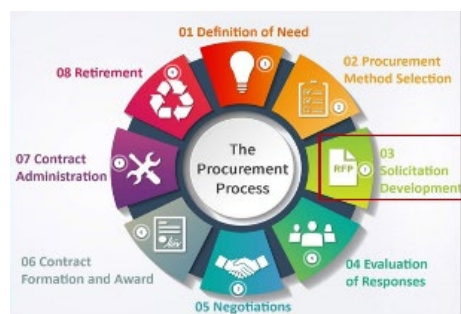 01 Definition of Need
02 Procurement
Method Selection
03
Solicitation
Development
RFP
04 Evaluation
of Responses
05 Negotiations
06 Contract
Formation and Award
07 Contract
Administration
08 Retirement
The
Procurement
Process